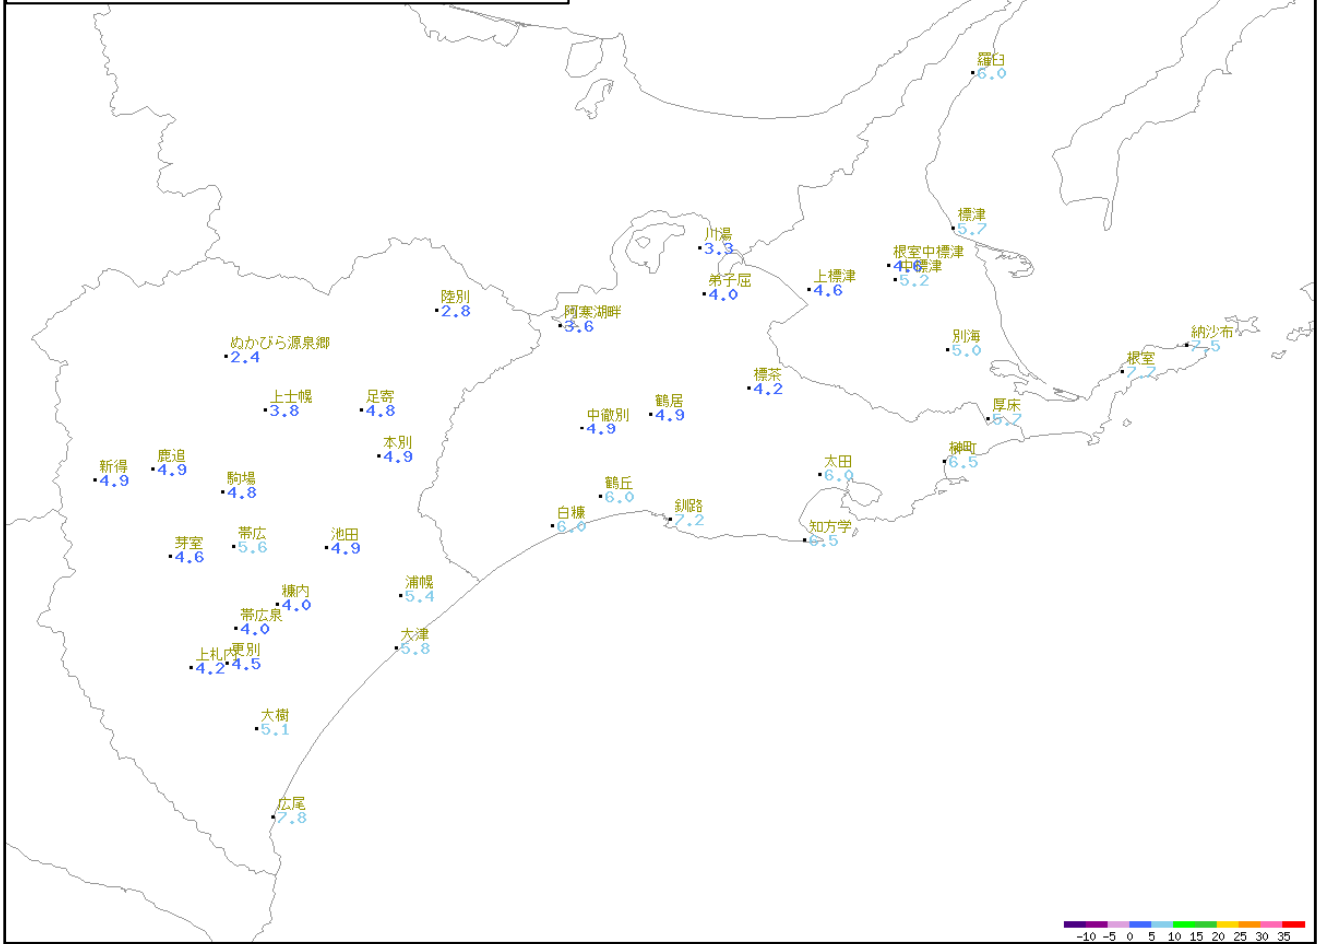 羅臼
6.0
標津
5.7
川湯
3.3
根室中標津
4.6
中標津
5.2
弟子屈
4.0
上標津
4.6
陸別
2.8
阿寒湖畔
3.6
ぬかびら源泉郷
2.4
別海
5.0
納沙布
7.5
根室
7.7
標茶
4.2
上士幌
3.8
足寄
4.8
鶴居
4.9
中徹別
4.9
厚床
5.7
本別
4.9
榊町
6.5
新得
4.9
鹿追
4.9
駒場
4.8
太田
6.0
鶴丘
6.0
白糠
6.0
釧路
7.2
知方学
6.5
芽室
4.6
帯広
5.6
池田
4.9
浦幌
5.4
糠内
4.0
帯広泉
4.0
大津
5.8
上札内
4.2
更別
4.5
大樹
5.1
広尾
7.8
-10 -5 0 5 10 15 20 25 30 35